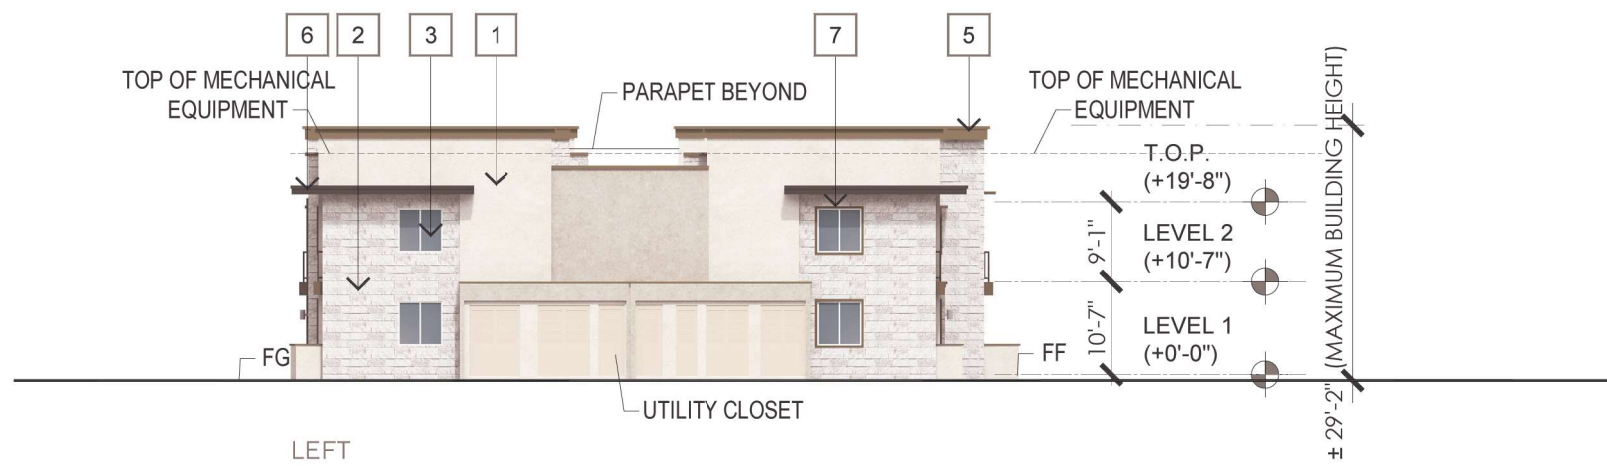 6
2
3
1
7
5
TOP OF MECHANICAL
EQUIPMENT
PARAPET BEYOND
TOP OF MECHANICAL
EQUIPMENT
T.O.P.
(+19'-8")
9'-1"
LEVEL 2
(+10'-7")
10'-7"
LEVEL 1
(+0'-0")
± 29'-2" (MAXIMUM BUILDING HEIGHT)
FG
FF
UTILITY CLOSET
LEFT